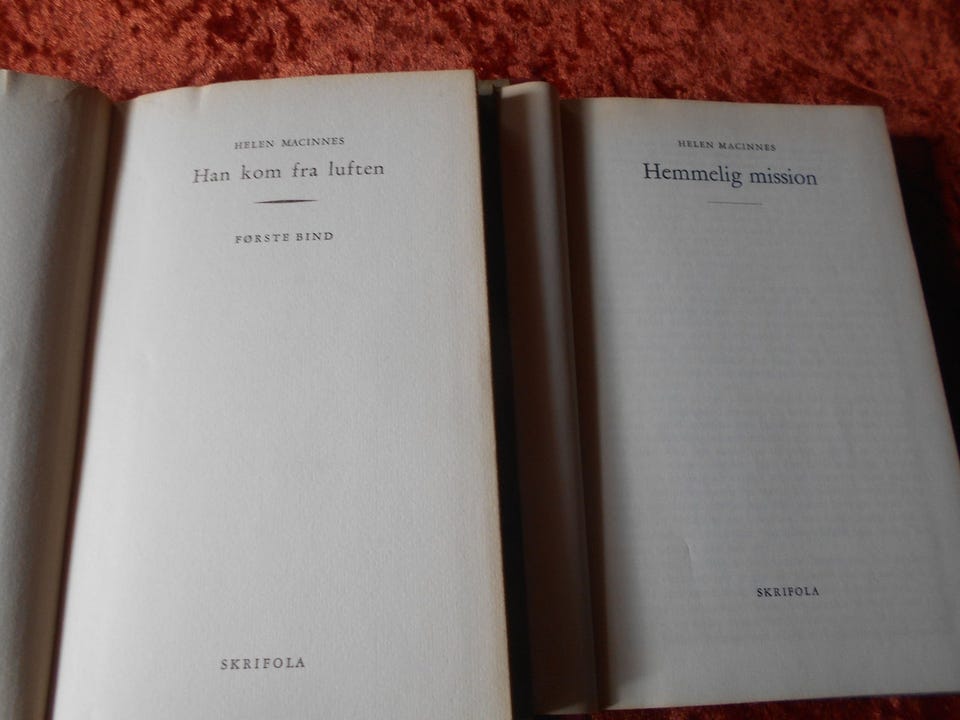 HELEN MACINNES
Han kom fra luften
FØRSTE BIND
SKRIFOLA
HELEN MACINNES
Hemmelig mission
SKRIFOLA